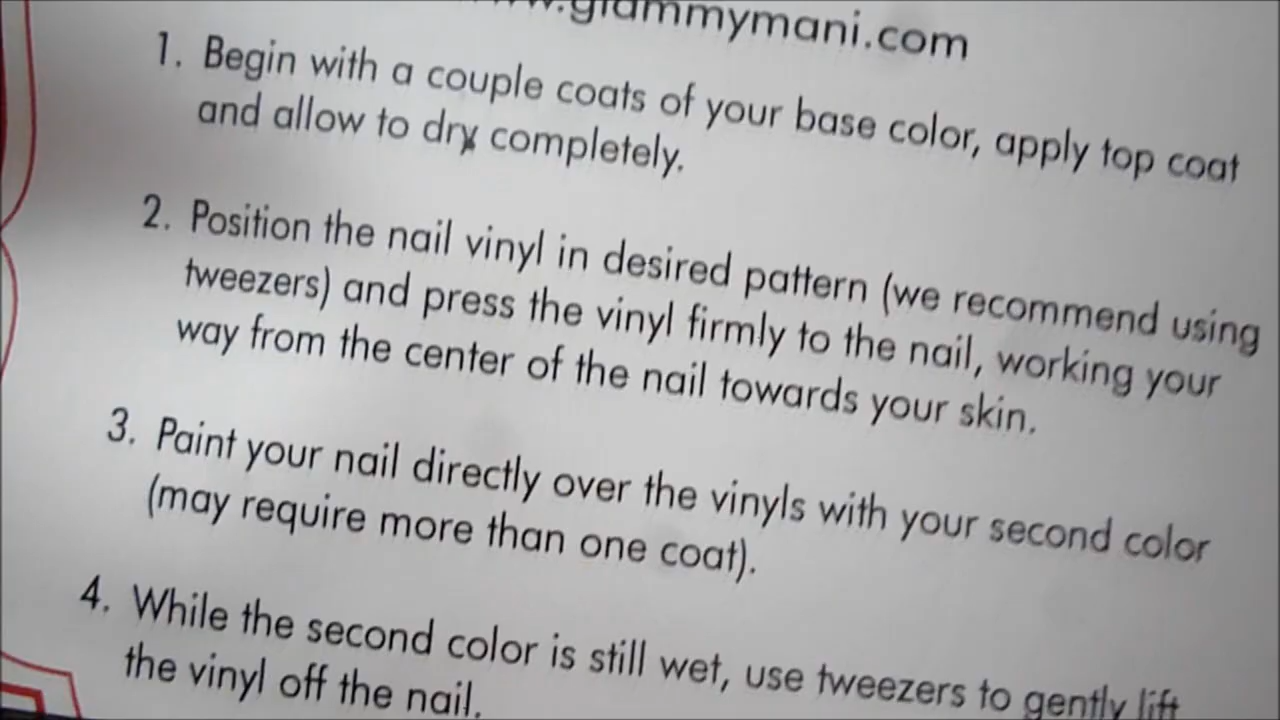 www.glammymani.com
1. Begin with a couple coats of your base color, apply top coat
and allow to dry completely.
2. Position the nail vinyl in desired pattern (we recommend using
tweezers) and press the vinyl firmly to the nail, working your
way from the center of the nail towards your skin.
3. Paint your nail directly over the vinyls with your second color
(may require more than one coat).
4. While the second color is still wet, use tweezers to gently lift
the vinyl off the nail.